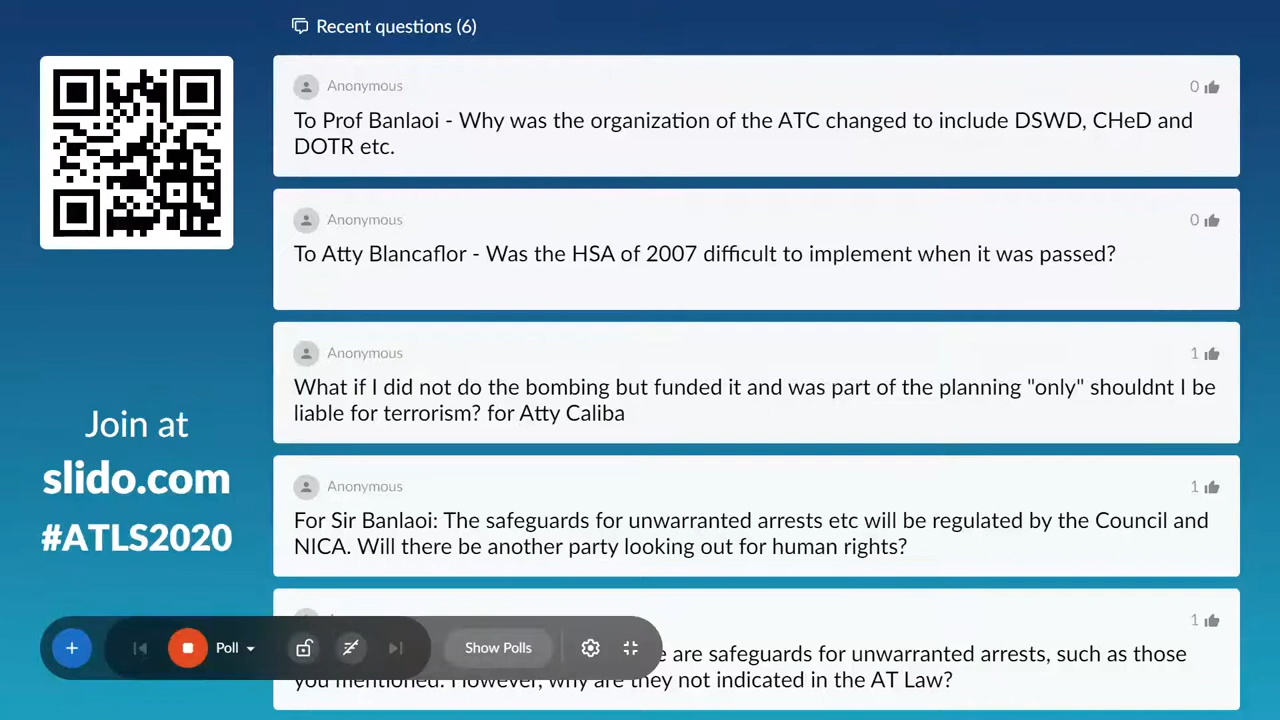 Recent questions (6)
Anonymous
0
To Prof Banlaoi - Why was the organization of the ATC changed to include DSWD, CHeD and
DOTR etc.
Anonymous
0
To Atty Blancaflor - Was the HSA of 2007 difficult to implement when it was passed?
Anonymous
1
What if I did not do the bombing but funded it and was part of the planning "only" shouldnt I be
liable for terrorism? for Atty Caliba
Anonymous
1
For Sir Banlaoi: The safeguards for unwarranted arrests etc will be regulated by the Council and
NICA. Will there be another party looking out for human rights?
1
are safeguards for unwarranted arrests, such as those
you mentioned. However, why are they not indicated in the AT Law?
Join at
slido.com
#ATLS2020
Poll
Show Polls